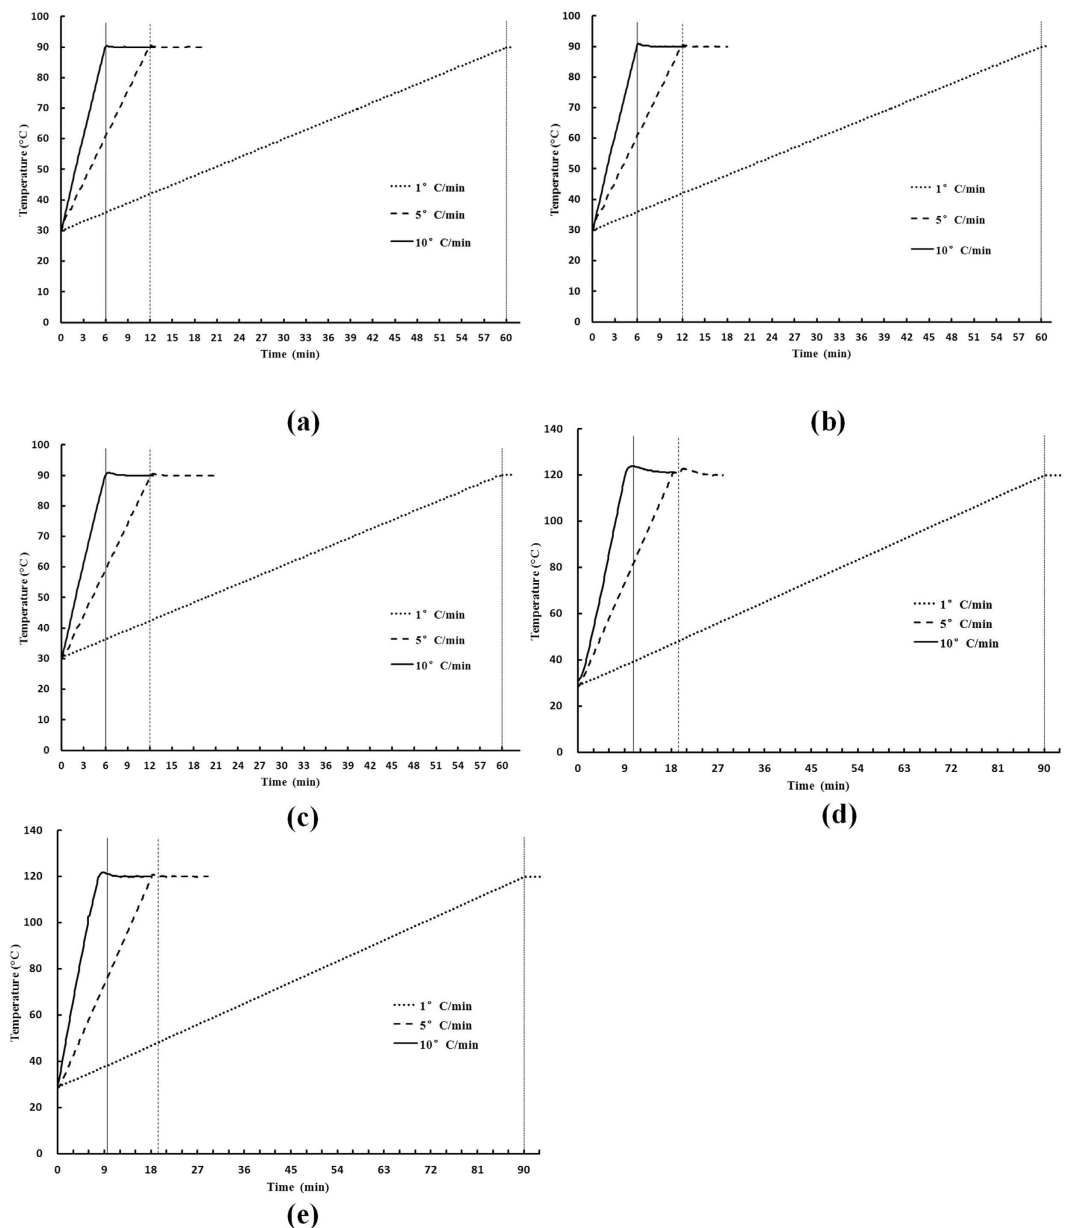 100
90
80
70
60
50
40
30
20
10
0
Temperature (°C)
1° C/min
5° C/min
10° C/min
0 3 6 9 12 15 18 21 24 27 30 33 36 39 42 45 48 51 54 57 60
Time (min)
(a)
100
90
80
70
60
50
40
30
20
10
0
Temperature (°C)
1° C/min
5° C/min
10° C/min
0 3 6 9 12 15 18 21 24 27 30 33 36 39 42 45 48 51 54 57 60
Time (min)
(b)
100
90
80
70
60
50
40
30
20
10
0
Temperature (°C)
1° C/min
5° C/min
10° C/min
0 3 6 9 12 15 18 21 24 27 30 33 36 39 42 45 48 51 54 57 60
Time (min)
(c)
140
120
100
80
60
40
20
0
Temperature (°C)
1° C/min
5° C/min
10° C/min
0 9 18 27 36 45 54 63 72 81 90
Time (min)
(d)
140
120
100
80
60
40
20
0
Temperature (°C)
1° C/min
5° C/min
10° C/min
0 9 18 27 36 45 54 63 72 81 90
Time (min)
(e)